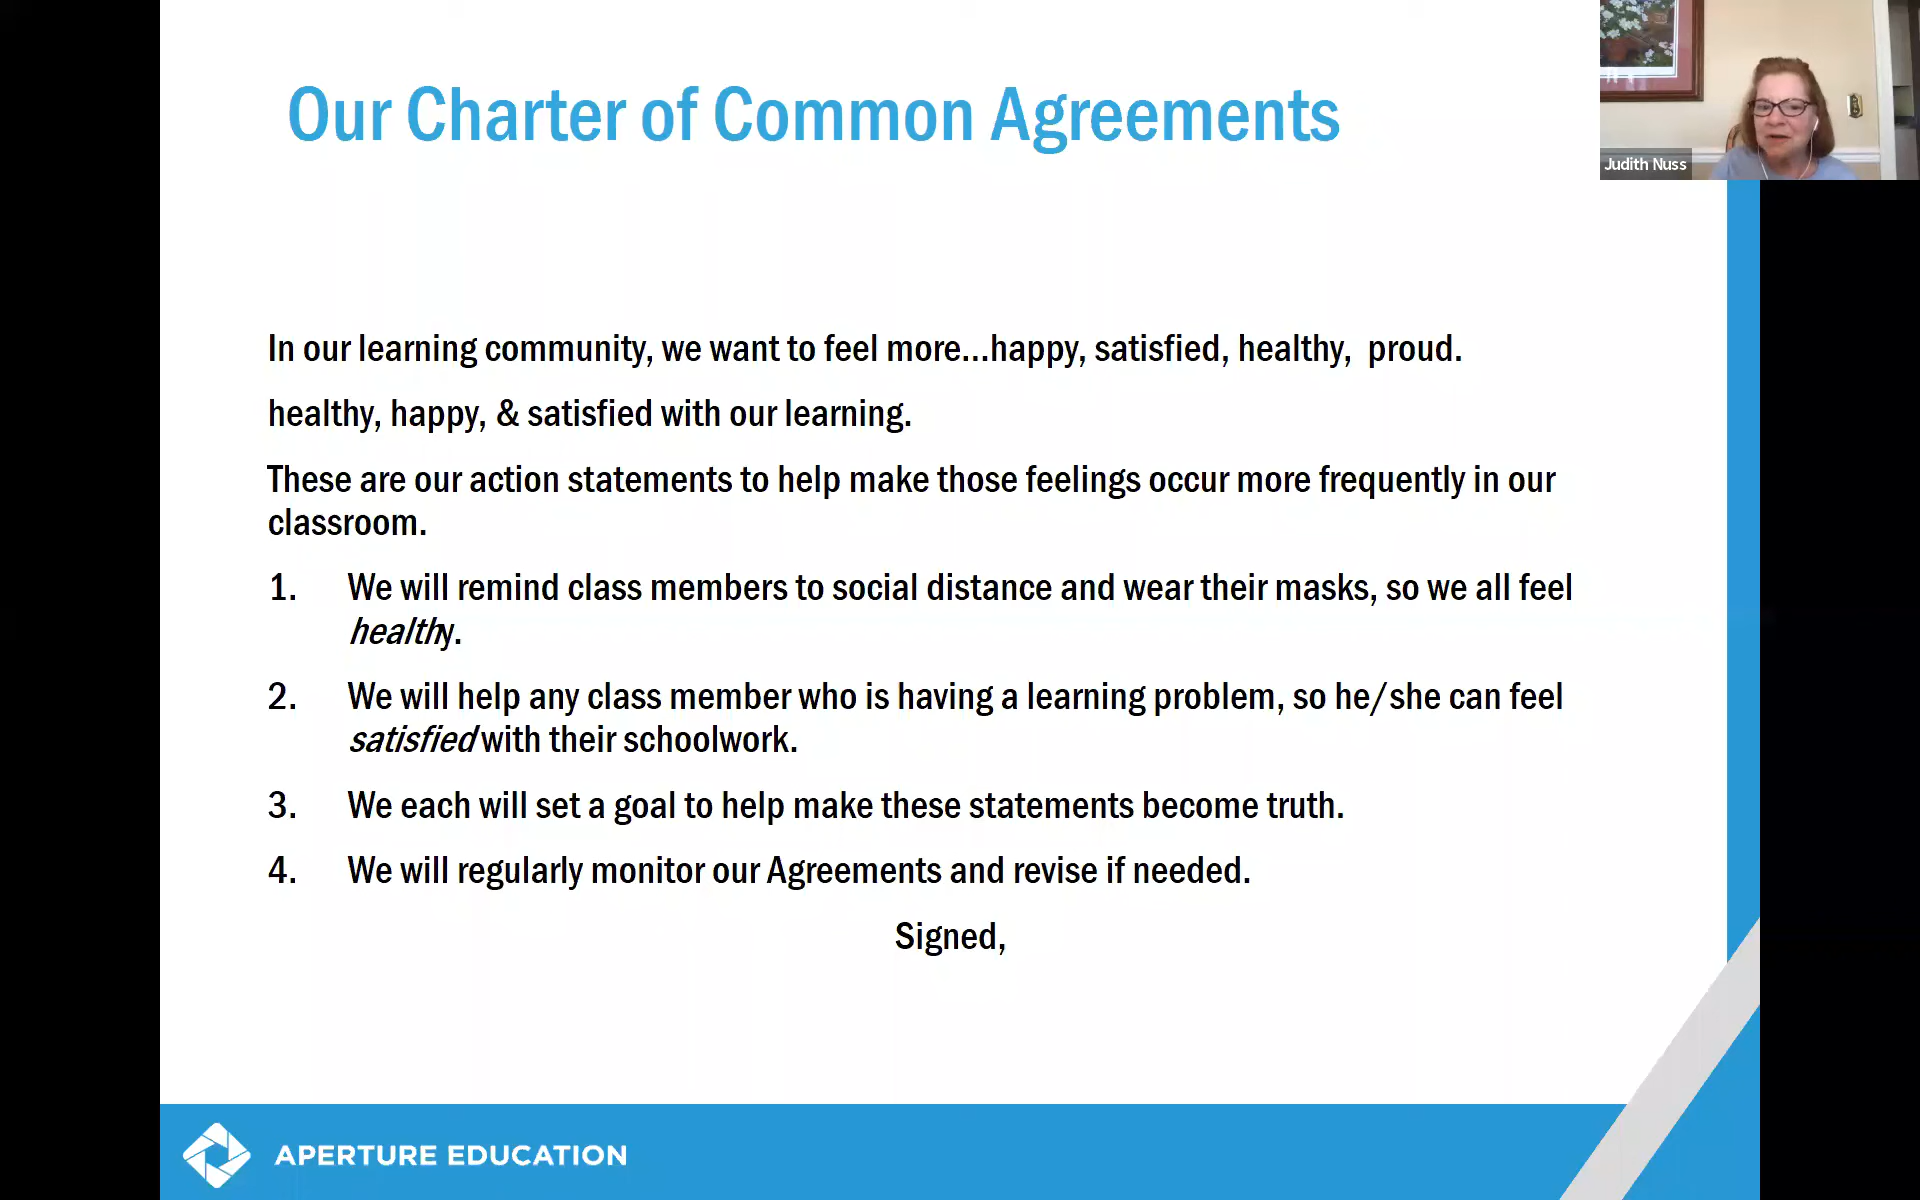 Our Charter of Common Agreements
Judith Nuss
In our learning community, we want to feel more...happy, satisfied, healthy,  proud.
healthy, happy, & satisfied with our learning.
These are our action statements to help make those feelings occur more frequently in our
classroom.
1. We will remind class members to social distance and wear their masks, so we all feel
healthy.
2. We will help any class member who is having a learning problem, so he/she can feel
satisfied with their schoolwork.
3. We each will set a goal to help make these statements become truth.
4. We will regularly monitor our Agreements and revise if needed.
Signed,
APERTURE EDUCATION